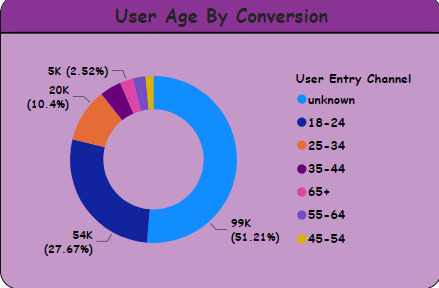 User Age By Conversion
5K (2.52%)
20K
(10.4%)
54K
(27.67%)
99K
(51.21%)
User Entry Channel
unknown
18-24
25-34
35-44
65+
55-64
45-54